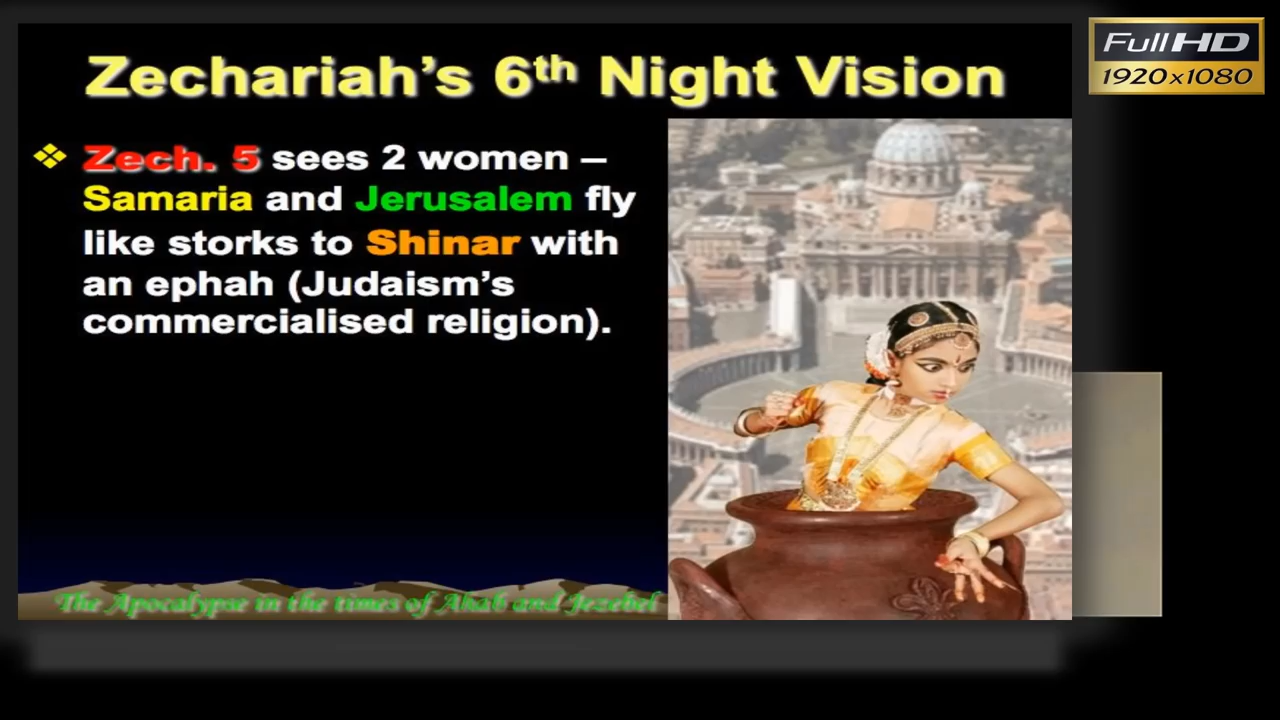 Full HD
1920x1080
Zechariah's 6th Night Vision
❖ Zech. 5 sees 2 women –
Samaria and Jerusalem fly
like storks to Shinar with
an ephah (Judaism's
commercialised religion).
The Apocalypse in the times of Ahab and Jezebel